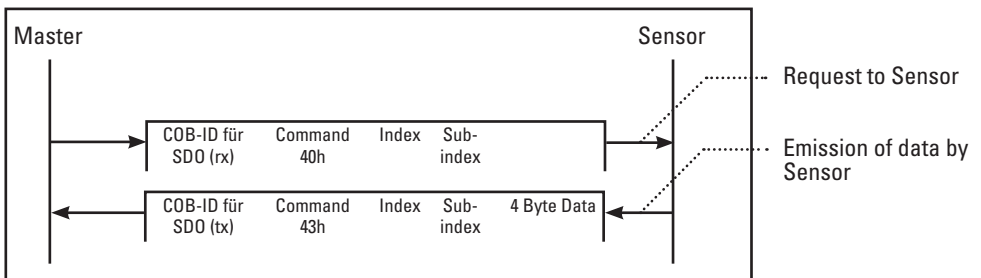 Master
Sensor
Request to Sensor
COB-ID für Command Index Sub-
SDO (rx) 40h index
Emission of data by
Sensor
COB-ID für Command Index Sub- 4 Byte Data
SDO (tx) 43h index